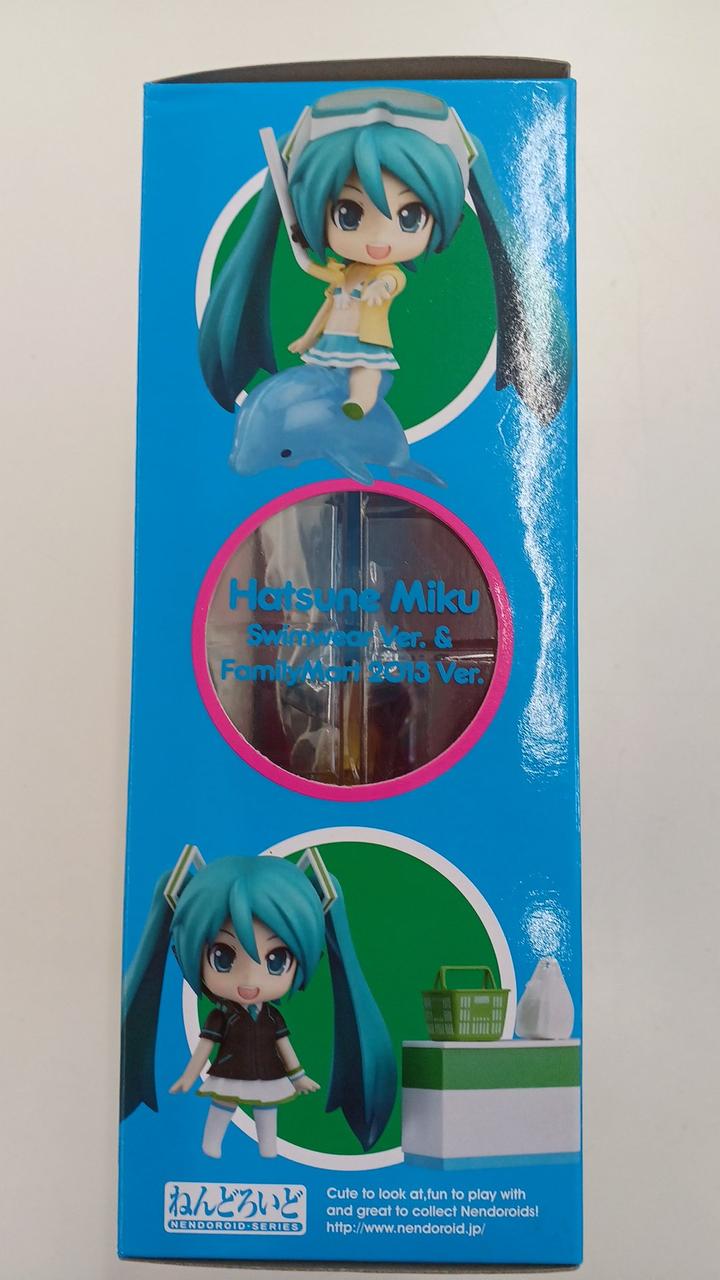 Hatsune Miku
Swimwear Ver. &
FamilyMart 2013 Ver.
ねんどろいど
NENDOROID・SERIES
Cute to look at,fun to play with
and great to collect Nendoroids!
http://www.nendoroid.jp/